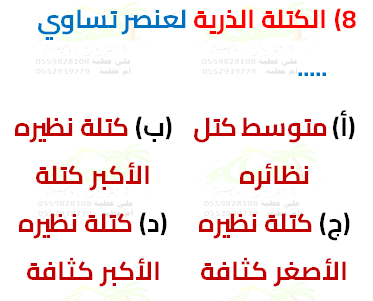 8) الكتلة الذرية لعنصر تساوي
.....
(أ) متوسط كتل نظائره
(ب) كتلة نظيره الأكبر كتلة
(ج) كتلة نظيره الأصغر كثافة
(د) كتلة نظيره الأكبر كثافة